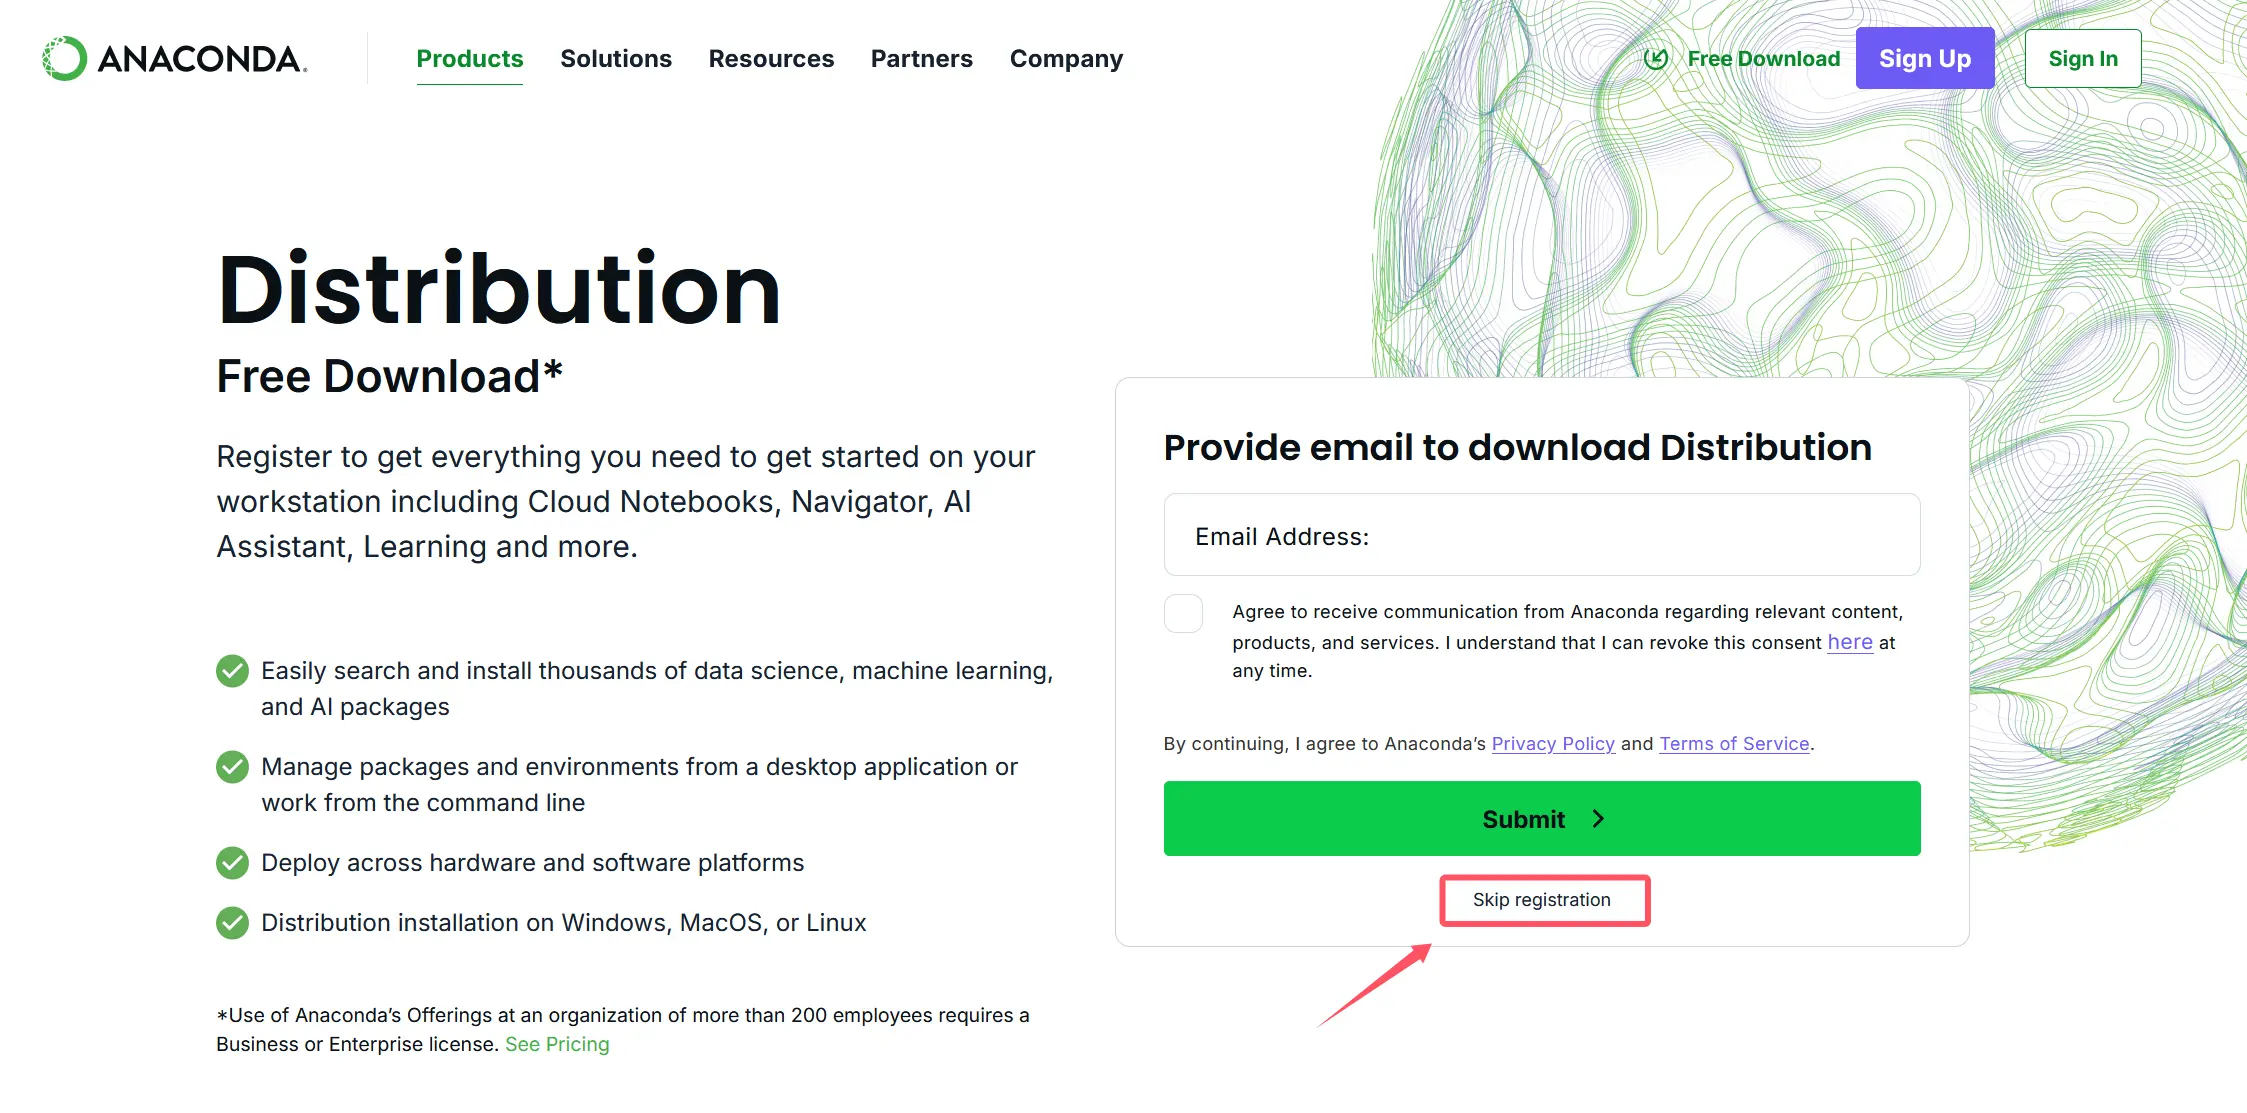 ANACONDA.
Products Solutions Resources Partners Company
Free Download Sign Up Sign In
Distribution
Free Download*
Register to get everything you need to get started on your
workstation including Cloud Notebooks, Navigator, AI
Assistant, Learning and more.
Easily search and install thousands of data science, machine learning,
and AI packages
Manage packages and environments from a desktop application or
work from the command line
Deploy across hardware and software platforms
Distribution installation on Windows, MacOS, or Linux
*Use of Anaconda’s Offerings at an organization of more than 200 employees requires a
Business or Enterprise license. See Pricing
Provide email to download Distribution
Email Address:
Agree to receive communication from Anaconda regarding relevant content,
products, and services. I understand that I can revoke this consent here at
any time.
By continuing, I agree to Anaconda’s Privacy Policy and Terms of Service.
Submit
Skip registration